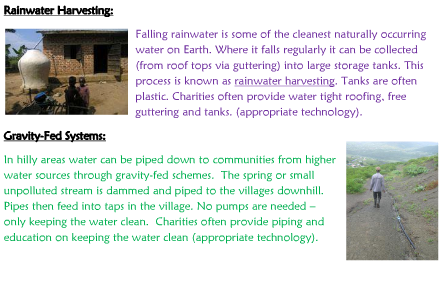 Rainwater Harvesting:
Falling rainwater is some of the cleanest naturally occurring
water on Earth. Where it falls regularly it can be collected
(from roof tops via guttering) into large storage tanks. This
process is known as rainwater harvesting. Tanks are often
plastic. Charities often provide water tight roofing, free
guttering and tanks. (appropriate technology).
Gravity-Fed Systems:
In hilly areas water can be piped down to communities from higher
water sources through gravity-fed schemes. The spring or small
unpolluted stream is dammed and piped to the villages downhill.
Pipes then feed into taps in the village. No pumps are needed –
only keeping the water clean. Charities often provide piping and
education on keeping the water clean (appropriate technology).